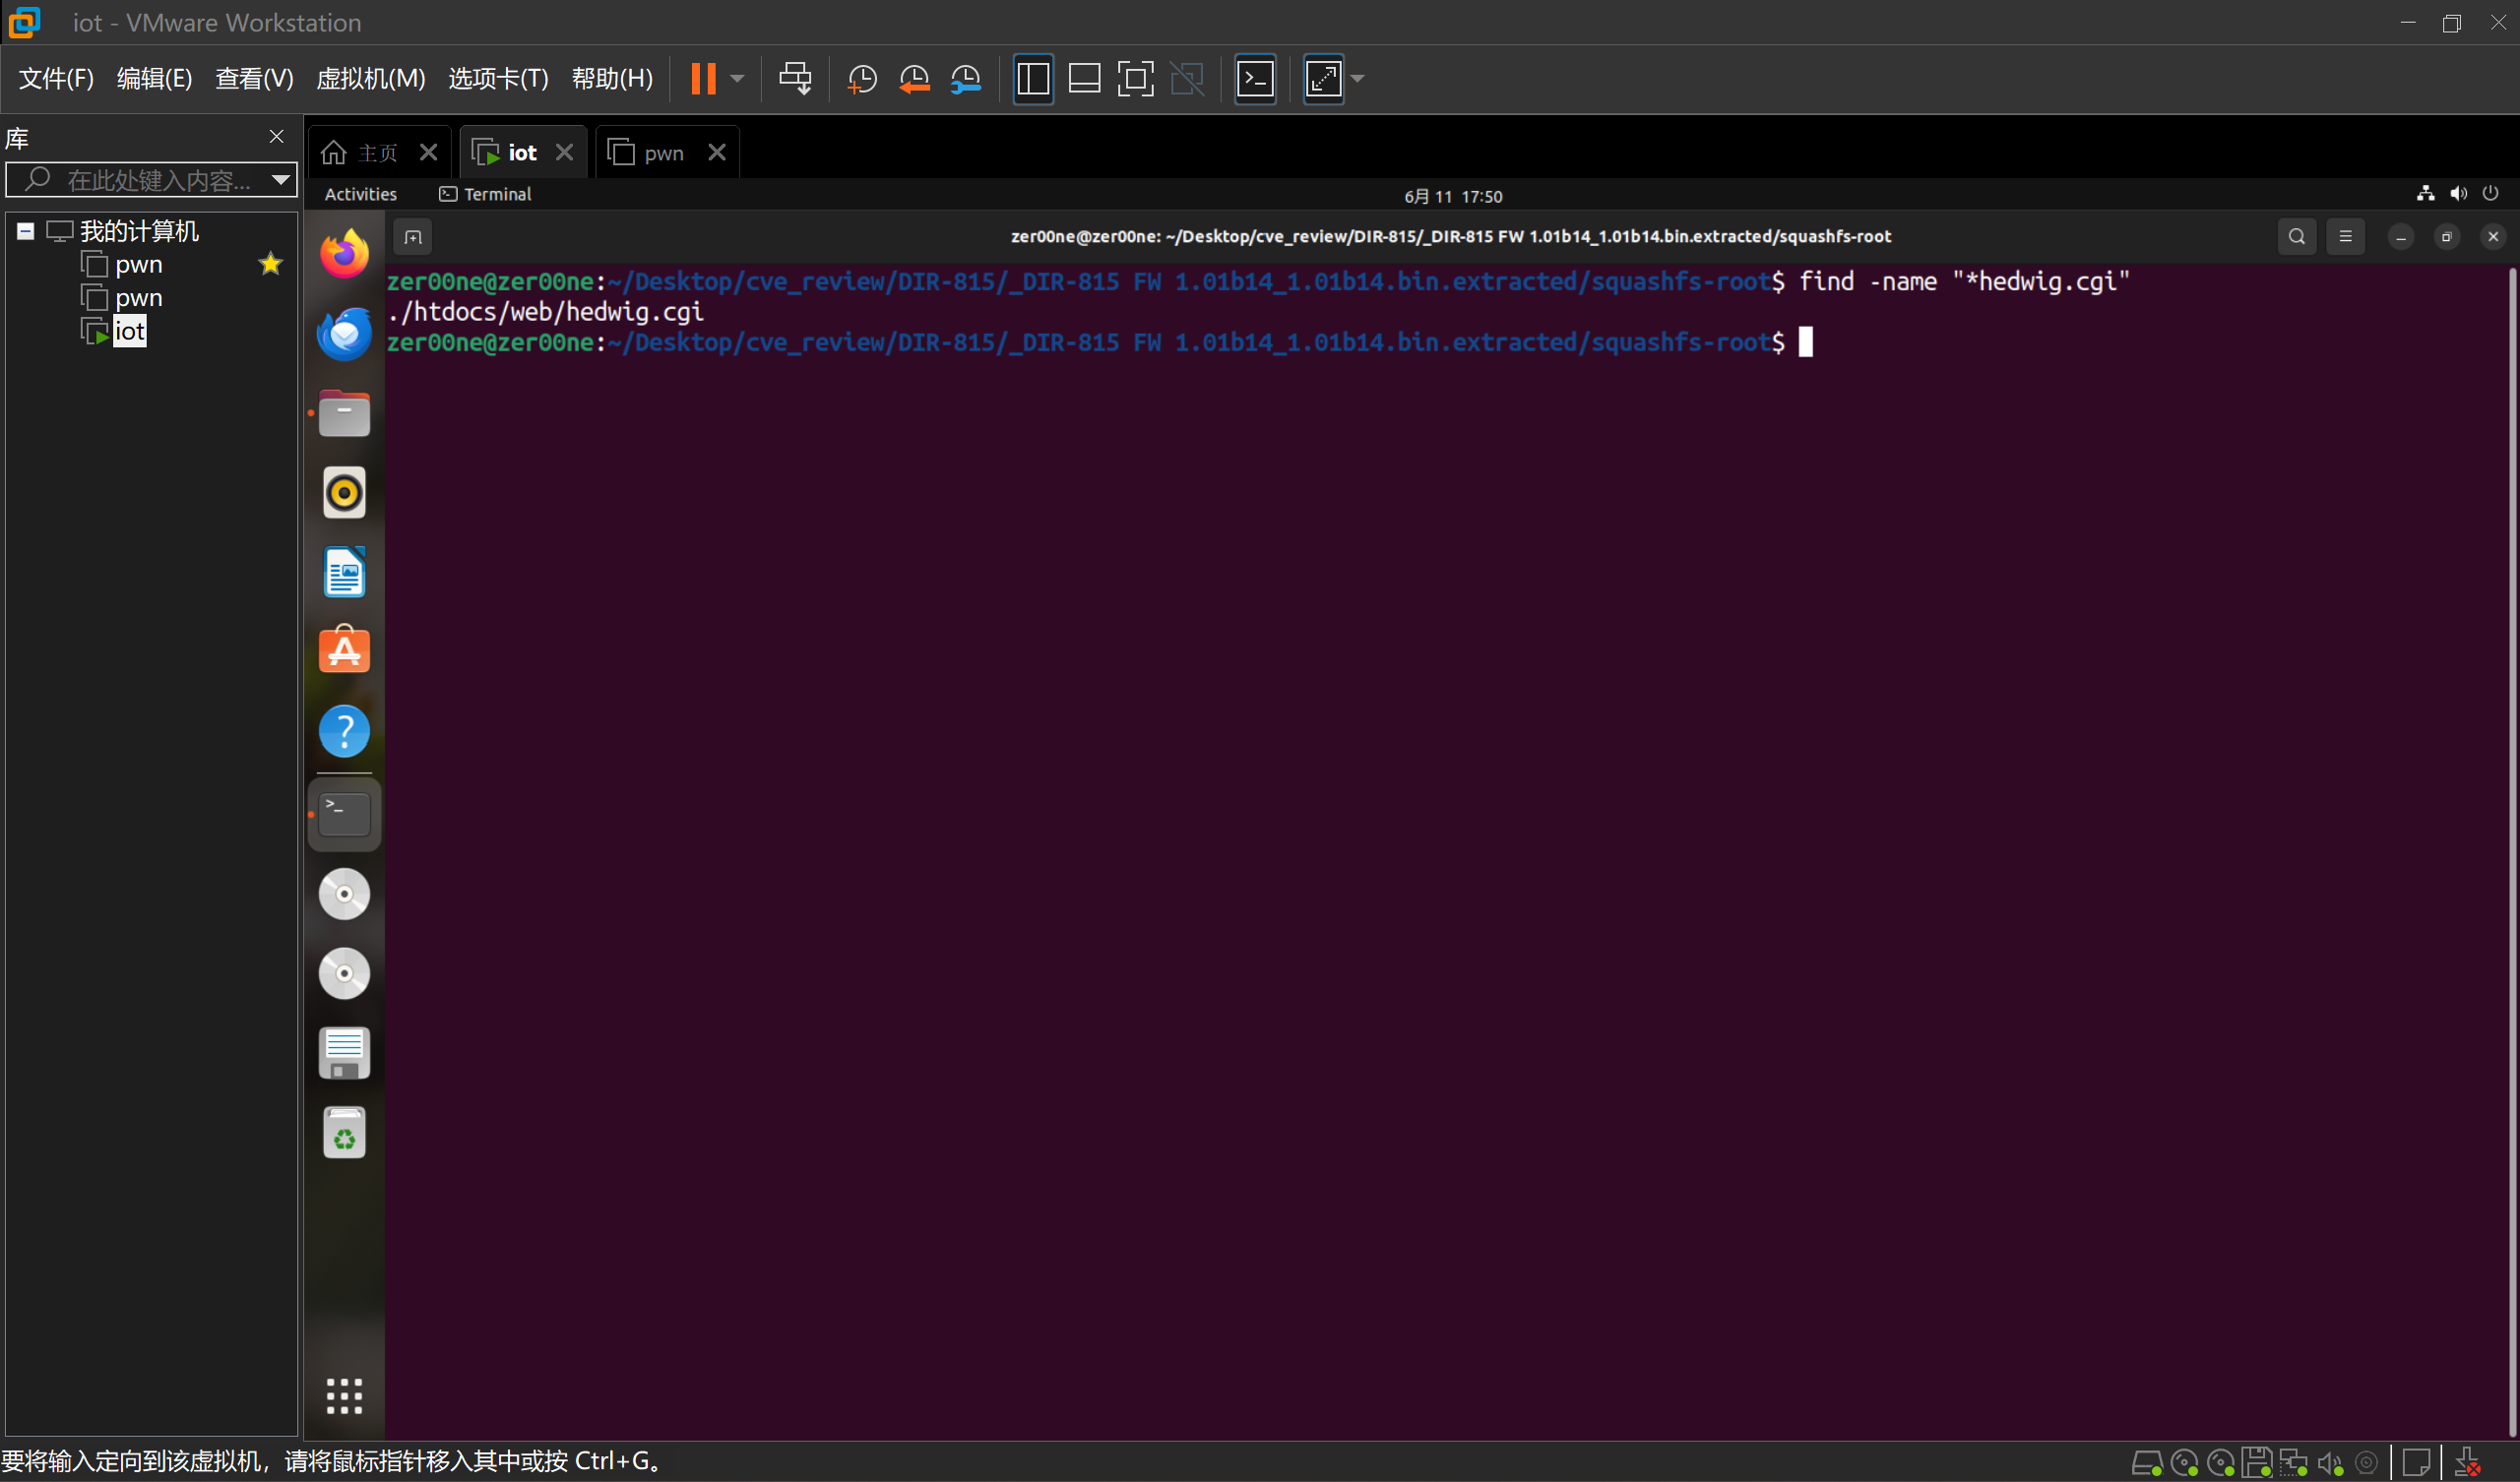 iot - VMware Workstation
文件(F) 编辑(E) 查看(V) 虚拟机(M) 选项卡(T) 帮助(H)
库
在此处键入内容...
我的计算机
pwn
pwn
iot
主页 iot pwn
Activities Terminal 6月 11 17:50
zer00ne@zer00ne: ~/Desktop/cve_review/DIR-815/_DIR-815 FW 1.01b14_1.01b14.bin.extracted/squashfs-root
zer00ne@zer00ne:~/Desktop/cve_review/DIR-815/_DIR-815 FW 1.01b14_1.01b14.bin.extracted/squashfs-root$ find -name "*hedwig.cgi"
./htdocs/web/hedwig.cgi
zer00ne@zer00ne:~/Desktop/cve_review/DIR-815/_DIR-815 FW 1.01b14_1.01b14.bin.extracted/squashfs-root$
要将输入定向到该虚拟机，请将鼠标指针移入其中或按 Ctrl+G。